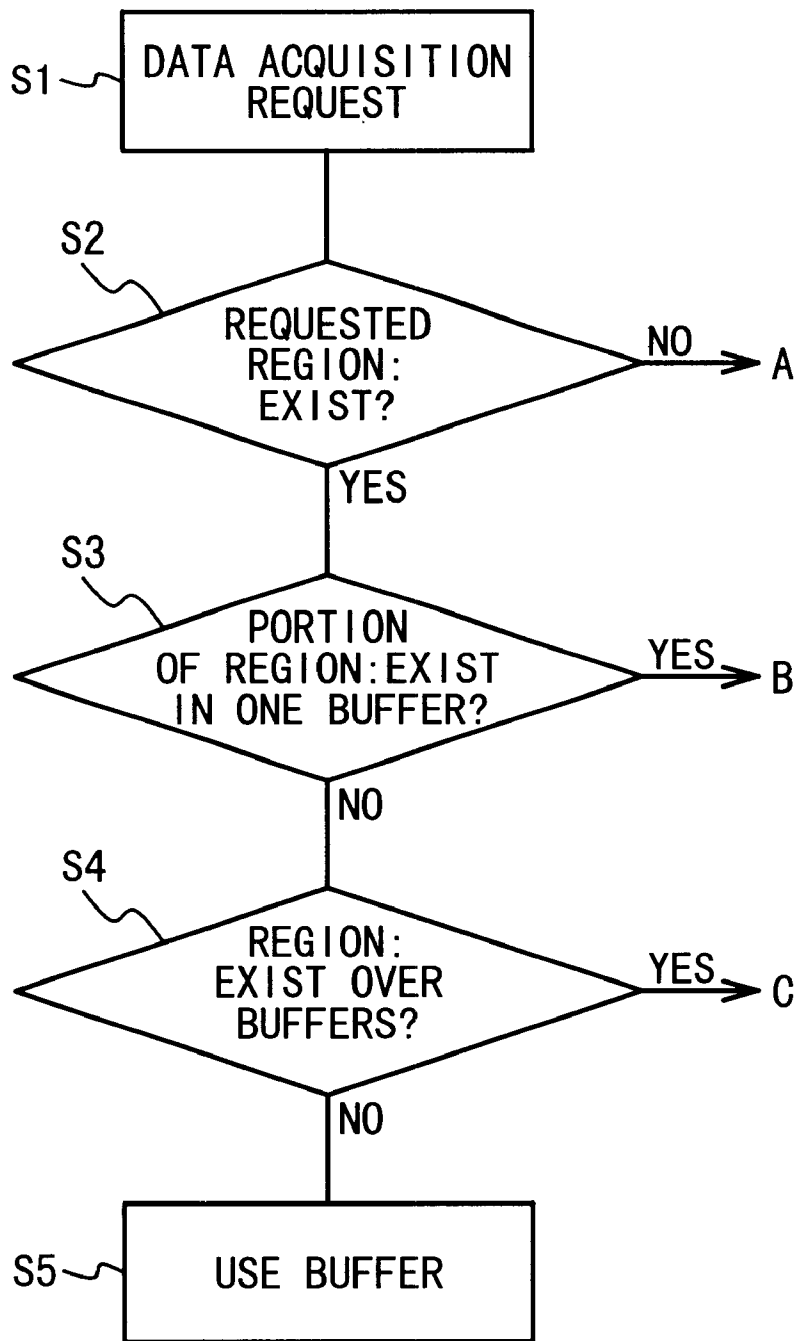 S1
DATA ACQUISITION
REQUEST
S2
REQUESTED
REGION:
EXIST?
NO
A
YES
S3
PORTION
OF REGION:EXIST
IN ONE BUFFER?
YES
B
NO
S4
REGION:
EXIST OVER
BUFFERS?
YES
C
NO
S5
USE BUFFER